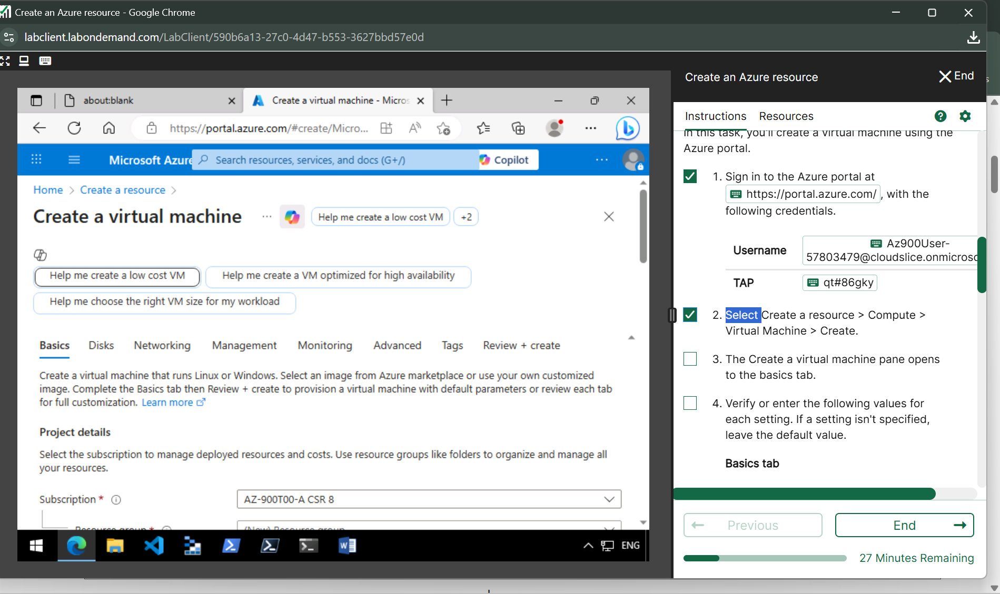 Create an Azure resource - Google Chrome
labclient.labondemand.com/LabClient/590b6a13-27c0-4d47-b553-3627bbd57e0d
about:blank
Create a virtual machine - Micros
https://portal.azure.com/#create/Micro...
Microsoft Azure
Search resources, services, and docs (G+/)
Copilot
Home > Create a resource >
Create a virtual machine
...
Help me create a low cost VM
+2
Help me create a low cost VM
Help me create a VM optimized for high availability
Help me choose the right VM size for my workload
Basics
Disks
Networking
Management
Monitoring
Advanced
Tags
Review + create
Create a virtual machine that runs Linux or Windows. Select an image from Azure marketplace or use your own customized
image. Complete the Basics tab then Review + create to provision a virtual machine with default parameters or review each tab
for full customization. Learn more
Project details
Select the subscription to manage deployed resources and costs. Use resource groups like folders to organize and manage all
your resources.
Subscription *
AZ-900T00-A CSR 8
Resource group *
(New) Resource group
ENG
Create an Azure resource
End
Instructions
Resources
In this task, you'll create a virtual machine using the
Azure portal.
1. Sign in to the Azure portal at
https://portal.azure.com/ , with the
following credentials.
Username
Az900User-
57803479@cloudslice.onmicrosc
TAP
qt#86gky
2. Select Create a resource > Compute >
Virtual Machine > Create.
3. The Create a virtual machine pane opens
to the basics tab.
4. Verify or enter the following values for
each setting. If a setting isn't specified,
leave the default value.
Basics tab
Previous
End
27 Minutes Remaining